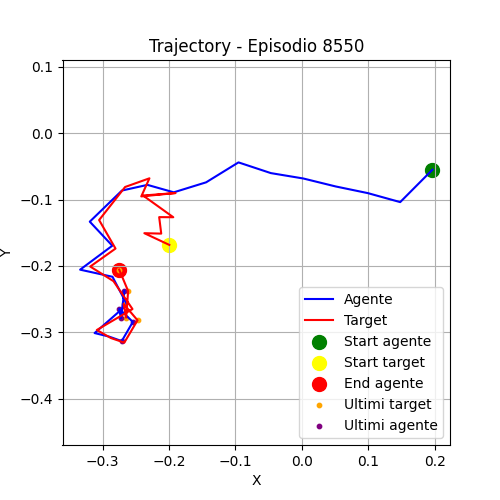 Trajectory - Episodio 8550
0.1
0.0
−0.1
−0.2
−0.3
−0.4
Y
−0.3
−0.2
−0.1
0.0
0.1
0.2
X
Agente
Target
Start agente
Start target
End agente
Ultimi target
Ultimi agente